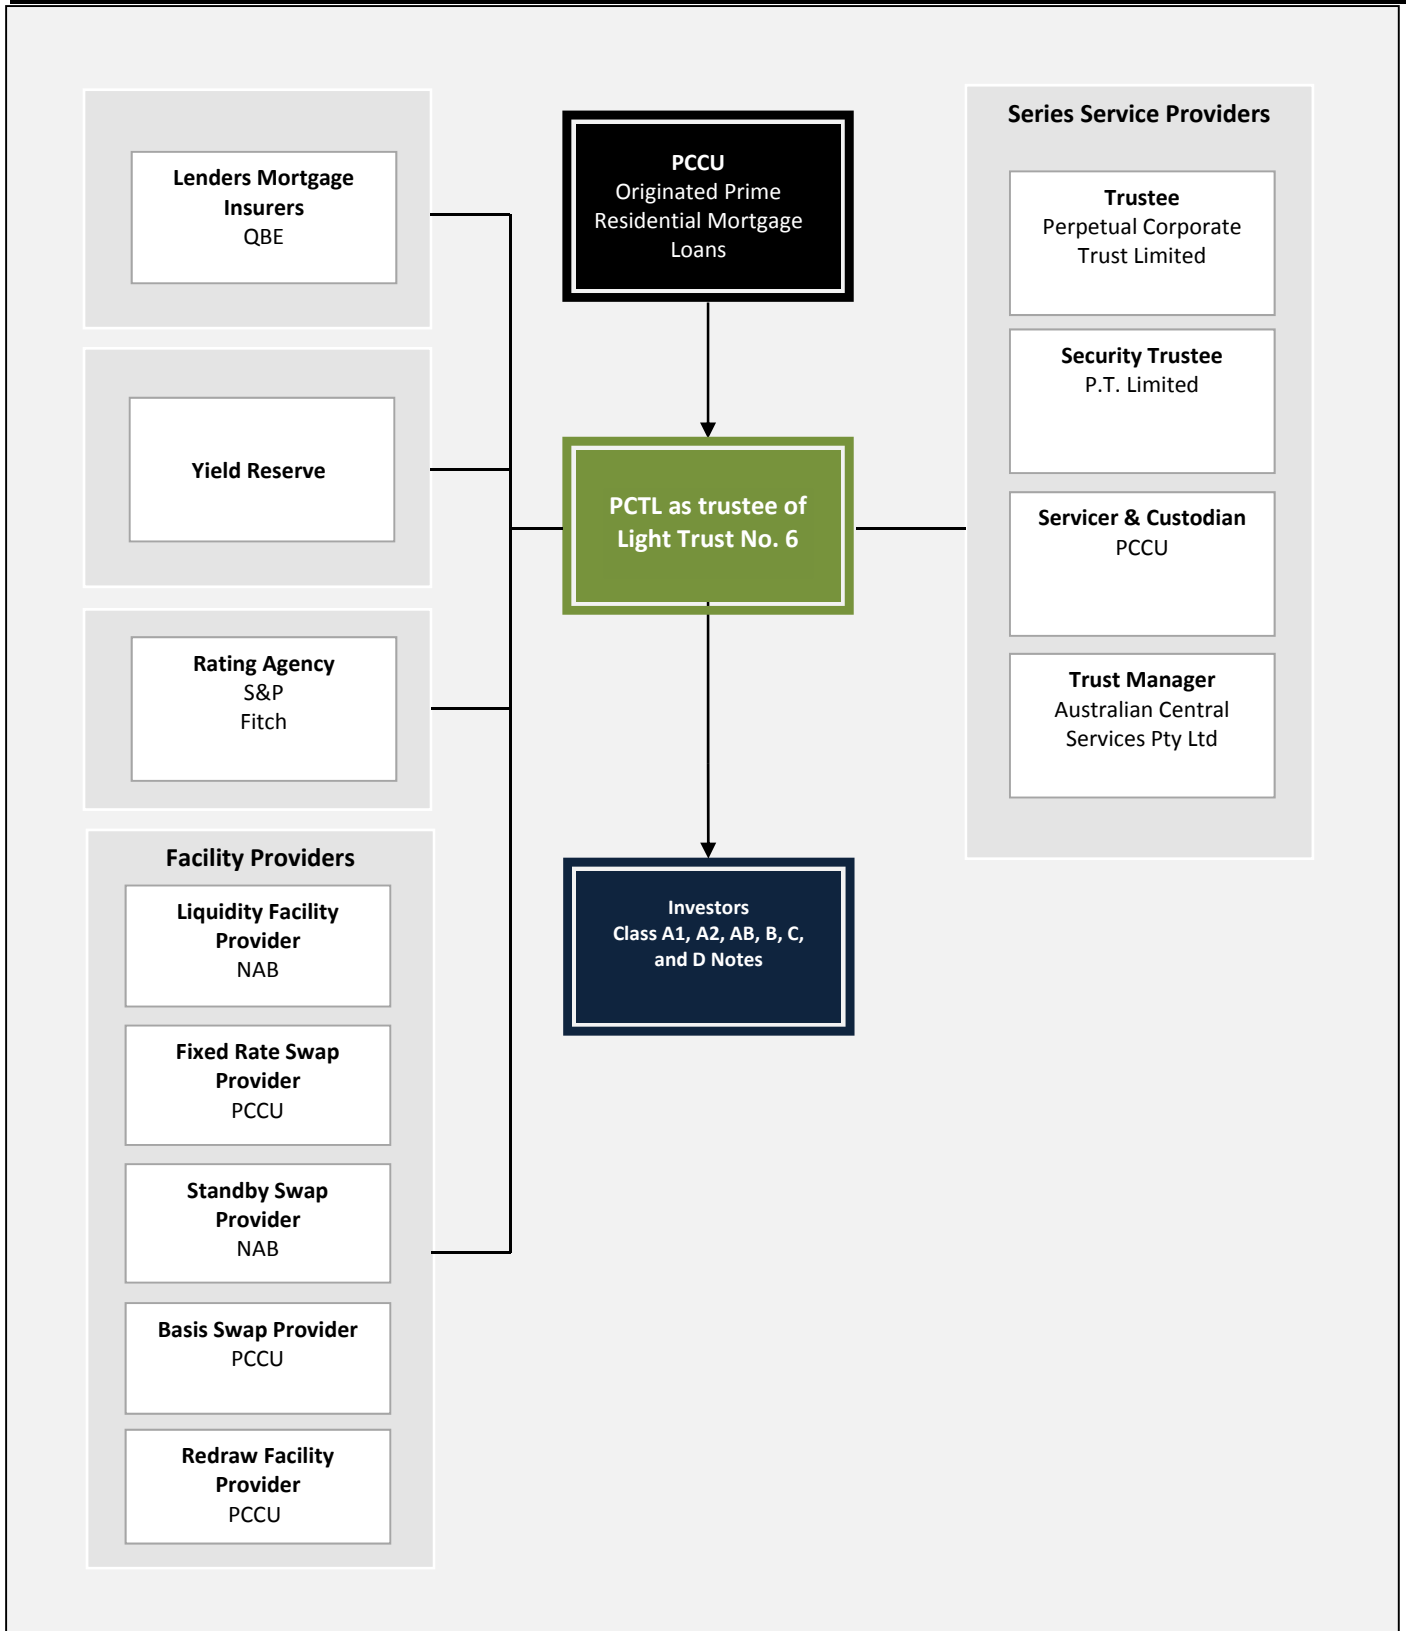 Lenders Mortgage
Insurers
QBE
Yield Reserve
Rating Agency
S&P
Fitch
Facility Providers
Liquidity Facility
Provider
NAB
Fixed Rate Swap
Provider
PCCU
Standby Swap
Provider
NAB
Basis Swap Provider
PCCU
Redraw Facility
Provider
PCCU
PCCU
Originated Prime
Residential Mortgage
Loans
PCTL as trustee of
Light Trust No. 6
Investors
Class A1, A2, AB, B, C,
and D Notes
Series Service Providers
Trustee
Perpetual Corporate
Trust Limited
Security Trustee
P.T. Limited
Servicer & Custodian
PCCU
Trust Manager
Australian Central
Services Pty Ltd